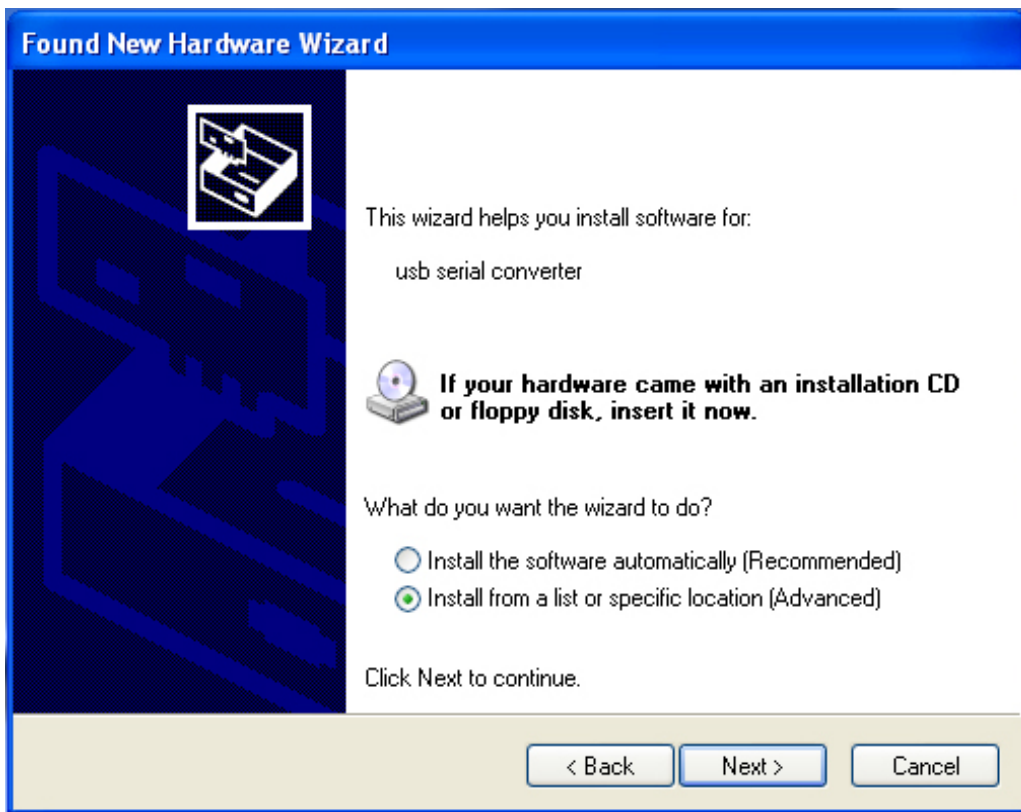 Found New Hardware Wizard
This wizard helps you install software for:
usb serial converter
If your hardware came with an installation CD
or floppy disk, insert it now.
What do you want the wizard to do?
Install the software automatically (Recommended)
Install from a list or specific location (Advanced)
Click Next to continue.
< Back Next > Cancel